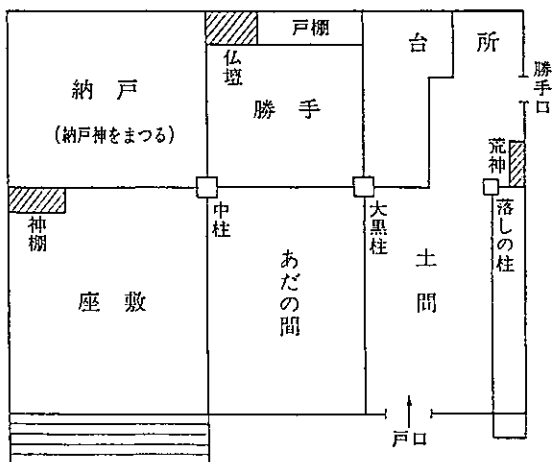 納戸
（納戸神をまつる）
仏壇
戸棚
勝手
台所
勝手口
荒神
神棚
中柱
大黒柱
落しの柱
座敷
あだの間
土間
戸口